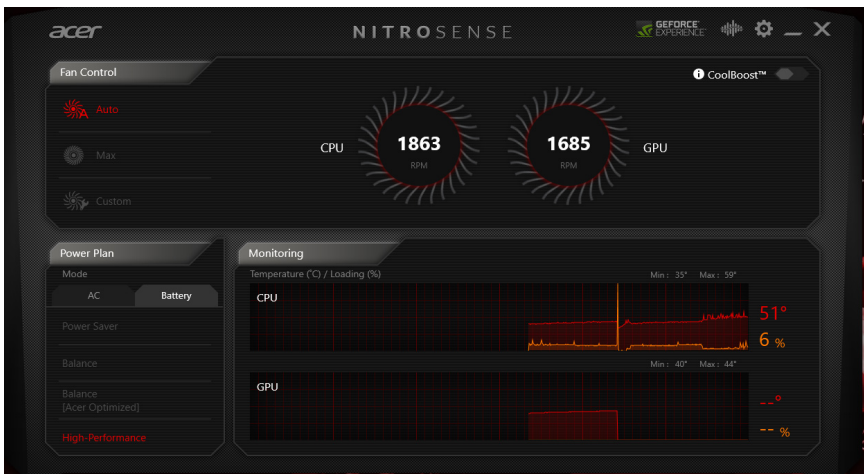 acer
NITROSENSE
GEFORCE
EXPERIENCE
Fan Control
CoolBoost™
Auto
Max
Custom
CPU
1863
RPM
1685
RPM
GPU
Power Plan
Mode
AC
Battery
Power Saver
Balance
Balance
[Acer Optimized]
High-Performance
Monitoring
Temperature (°C) / Loading (%)
Min : 35° Max : 59°
CPU
51°
6 %
Min : 40° Max : 44°
GPU
--°
-- %